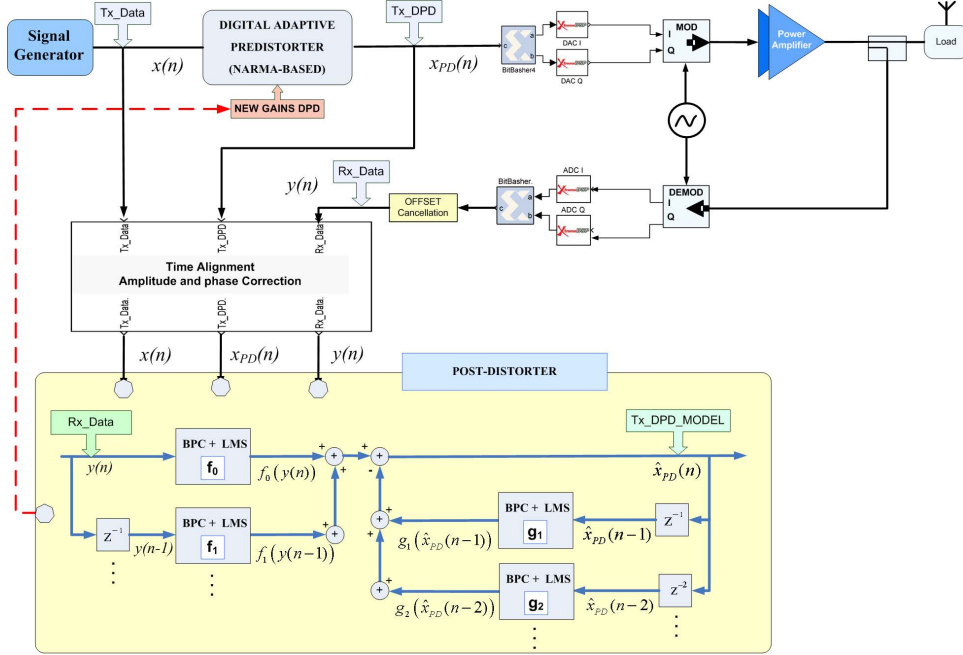 Tx_Data
Tx_DPD
Signal
Generator
DIGITAL ADAPTIVE
PREDISTORTER
(NARMA-BASED)
x(n)
x_PD(n)
NEW GAINS DPD
c
a
b
BitBasher4
DAC I
DAC Q
I
Q
MOD
Power
Amplifier
Load
Rx_Data
y(n)
OFFSET
Cancellation
BitBasher.
c
a
b
ADC I
ADC Q
DEMOD
I
Q
Tx_Data
Tx_DPD
Rx_Data
Time Alignment
Amplitude and phase Correction
Tx_Data.
Tx_DPD.
Rx_Data.
x(n)
x_PD(n)
y(n)
POST-DISTORTER
Rx_Data
Tx_DPD_MODEL
y(n)
BPC + LMS
f₀
f₀(y(n))
+
+
+
-
x̂_PD(n)
Z⁻¹
y(n-1)
BPC + LMS
f₁
f₁(y(n−1))
+
+
+
+
g₁(x̂_PD(n−1))
BPC + LMS
g₁
x̂_PD(n−1)
Z⁻¹
+
+
g₂(x̂_PD(n−2))
BPC + LMS
g₂
x̂_PD(n−2)
Z⁻²